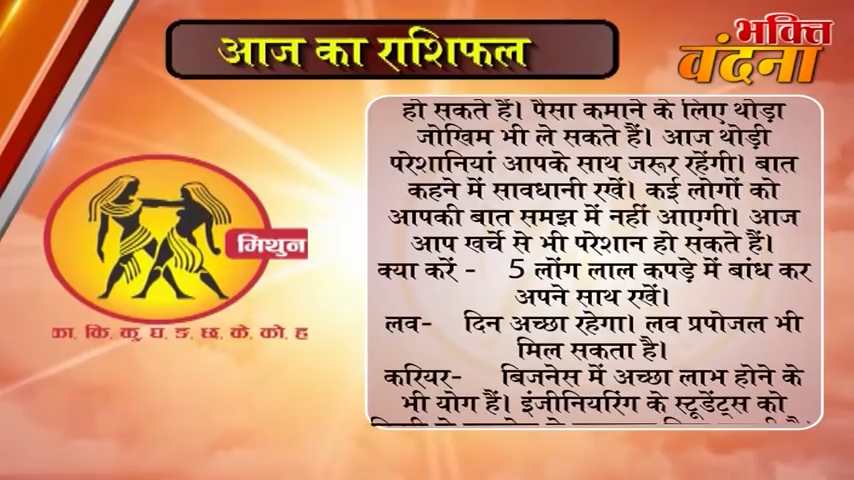 आज का राशिफल
भक्ति
वंदना
हो सकते हैं। पैसा कमाने के लिए थोड़ा
जोखिम भी ले सकते हैं। आज थोड़ी
परेशानियां आपके साथ जरूर रहेंगी। बात
कहने में सावधानी रखें। कई लोगों को
आपकी बात समझ में नहीं आएगी। आज
आप खर्चे से भी परेशान हो सकते हैं।
क्या करें - 5 लोंग लाल कपड़े में बांध कर
अपने साथ रखें।
लव- दिन अच्छा रहेगा। लव प्रपोजल भी
मिल सकता है।
करियर- बिजनेस में अच्छा लाभ होने के
भी योग हैं। इंजीनियरिंग के स्टूडेंट्स को
मिथुन
का, कि, कु, घ, ङ, छ, के, को, ह